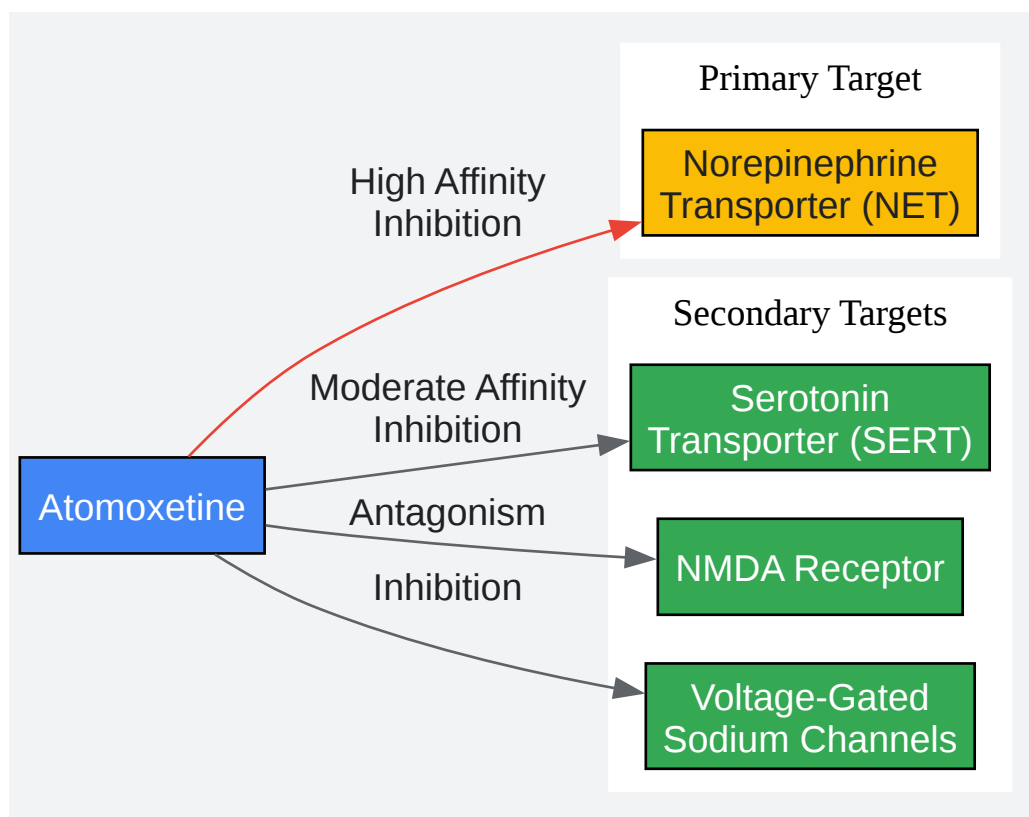 Primary Target
Norepinephrine
Transporter (NET)
High Affinity
Inhibition
Secondary Targets
Serotonin
Transporter (SERT)
Moderate Affinity
Inhibition
Atomoxetine
Antagonism
NMDA Receptor
Inhibition
Voltage-Gated
Sodium Channels